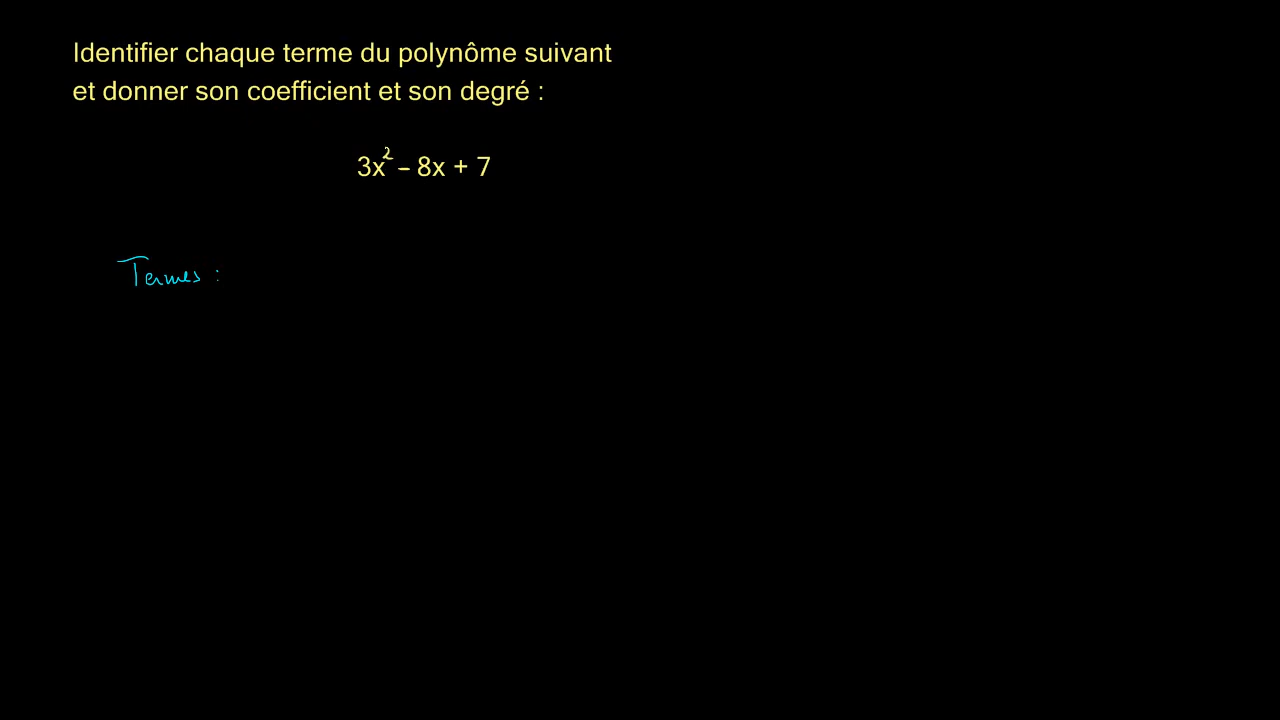 Identifier chaque terme du polynôme suivant
et donner son coefficient et son degré :
3x² – 8x + 7
Termes :